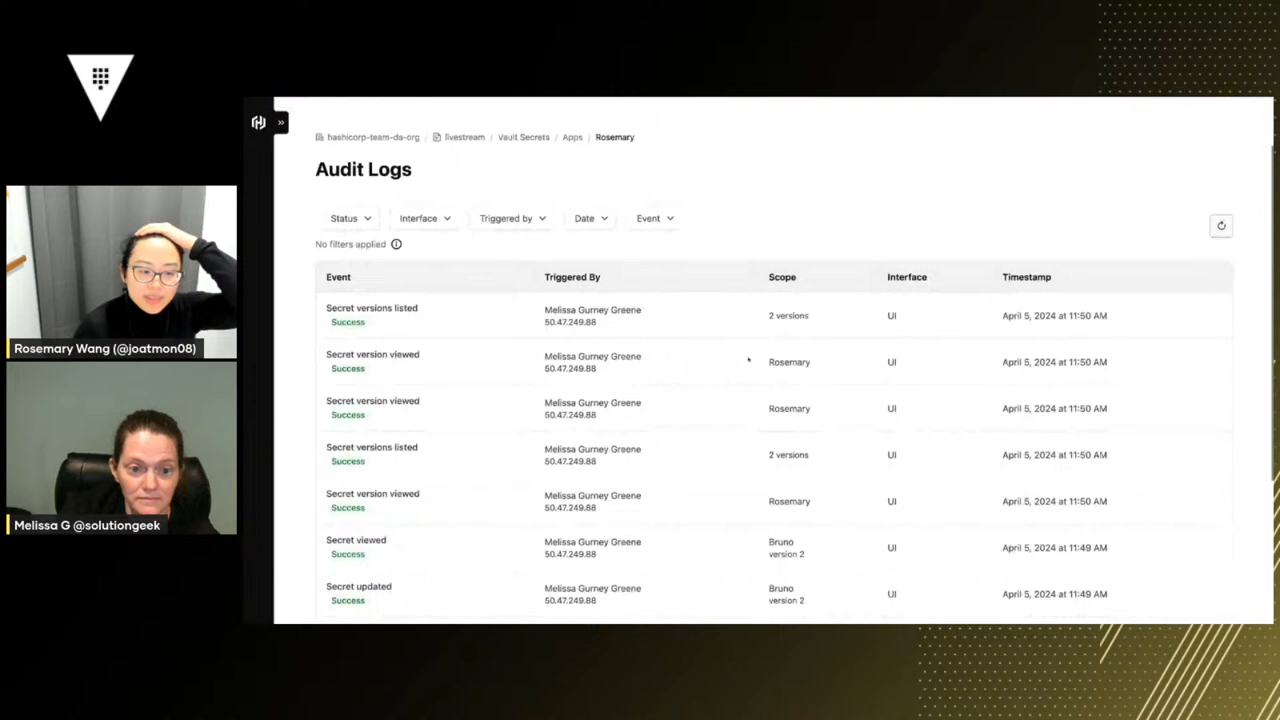 hashicorp-team-da-org / livestream / Vault Secrets / Apps / Rosemary
Audit Logs
Status Interface Triggered by Date Event
No filters applied
Event Triggered By Scope Interface Timestamp
Secret versions listed Melissa Gurney Greene 2 versions UI April 5, 2024 at 11:50 AM
Success 50.47.249.88
Secret version viewed Melissa Gurney Greene Rosemary UI April 5, 2024 at 11:50 AM
Success 50.47.249.88
Secret version viewed Melissa Gurney Greene Rosemary UI April 5, 2024 at 11:50 AM
Success 50.47.249.88
Secret versions listed Melissa Gurney Greene 2 versions UI April 5, 2024 at 11:50 AM
Success 50.47.249.88
Secret version viewed Melissa Gurney Greene Rosemary UI April 5, 2024 at 11:50 AM
Success 50.47.249.88
Secret viewed Melissa Gurney Greene Bruno UI April 5, 2024 at 11:49 AM
Success 50.47.249.88 version 2
Secret updated Melissa Gurney Greene Bruno UI April 5, 2024 at 11:49 AM
Success 50.47.249.88 version 2
Rosemary Wang (@joatmon08)
Melissa G @solutiongeek